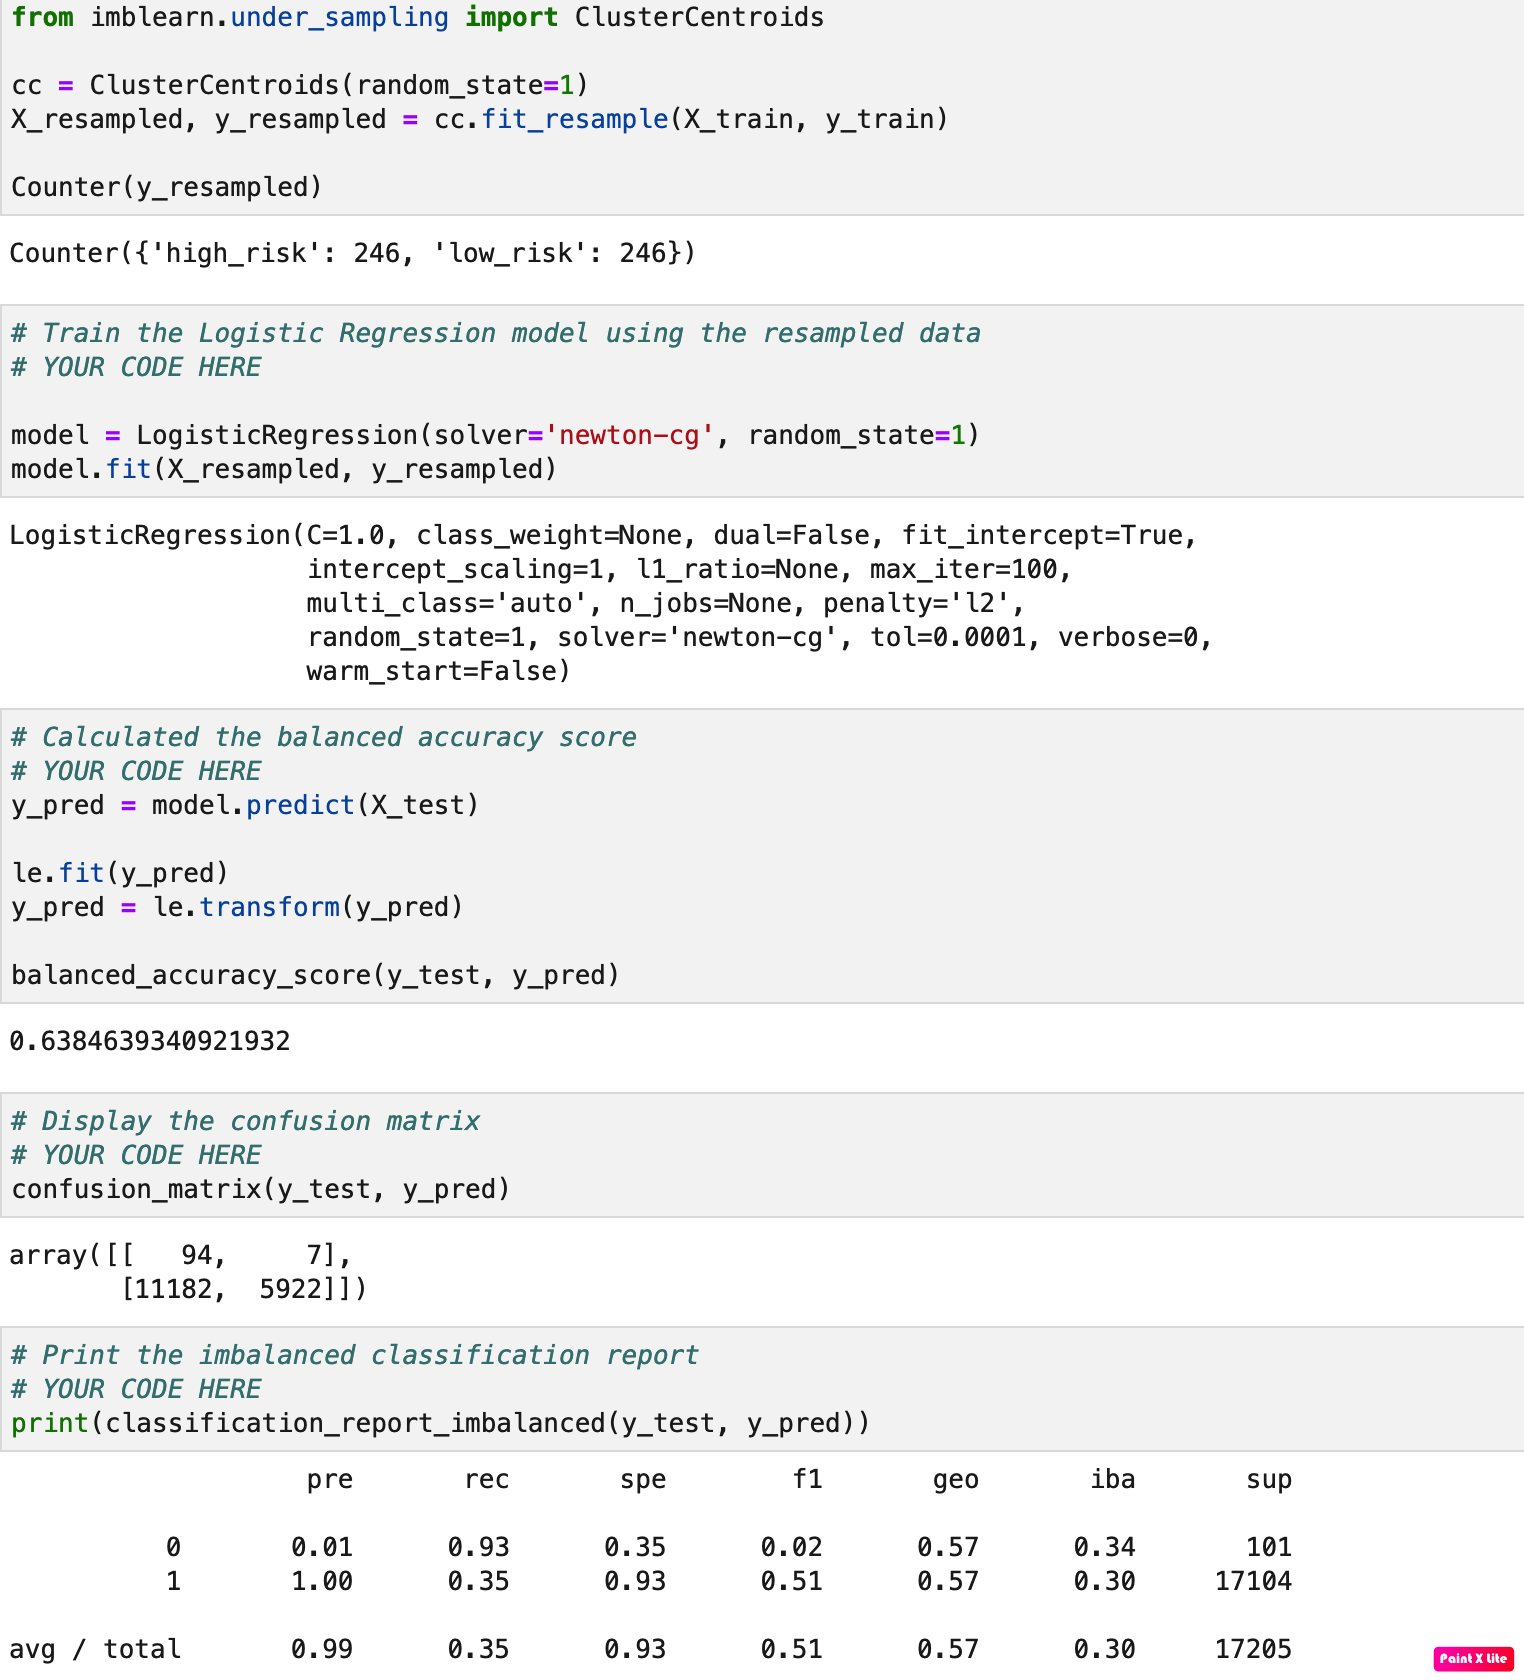 from imblearn.under_sampling import ClusterCentroids
cc = ClusterCentroids(random_state=1)
X_resampled, y_resampled = cc.fit_resample(X_train, y_train)
Counter(y_resampled)
Counter({'high_risk': 246, 'low_risk': 246})
# Train the Logistic Regression model using the resampled data
# YOUR CODE HERE
model = LogisticRegression(solver='newton-cg', random_state=1)
model.fit(X_resampled, y_resampled)
LogisticRegression(C=1.0, class_weight=None, dual=False, fit_intercept=True,
intercept_scaling=1, l1_ratio=None, max_iter=100,
multi_class='auto', n_jobs=None, penalty='l2',
random_state=1, solver='newton-cg', tol=0.0001, verbose=0,
warm_start=False)
# Calculated the balanced accuracy score
# YOUR CODE HERE
y_pred = model.predict(X_test)
le.fit(y_pred)
y_pred = le.transform(y_pred)
balanced_accuracy_score(y_test, y_pred)
0.6384639340921932
# Display the confusion matrix
# YOUR CODE HERE
confusion_matrix(y_test, y_pred)
array([[   94,     7],
[11182,  5922]])
# Print the imbalanced classification report
# YOUR CODE HERE
print(classification_report_imbalanced(y_test, y_pred))
pre rec spe f1 geo iba sup
0 0.01 0.93 0.35 0.02 0.57 0.34 101
1 1.00 0.35 0.93 0.51 0.57 0.30 17104
avg / total 0.99 0.35 0.93 0.51 0.57 0.30 17205
Paint X Lite